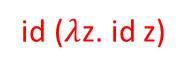 id (λz. id z)